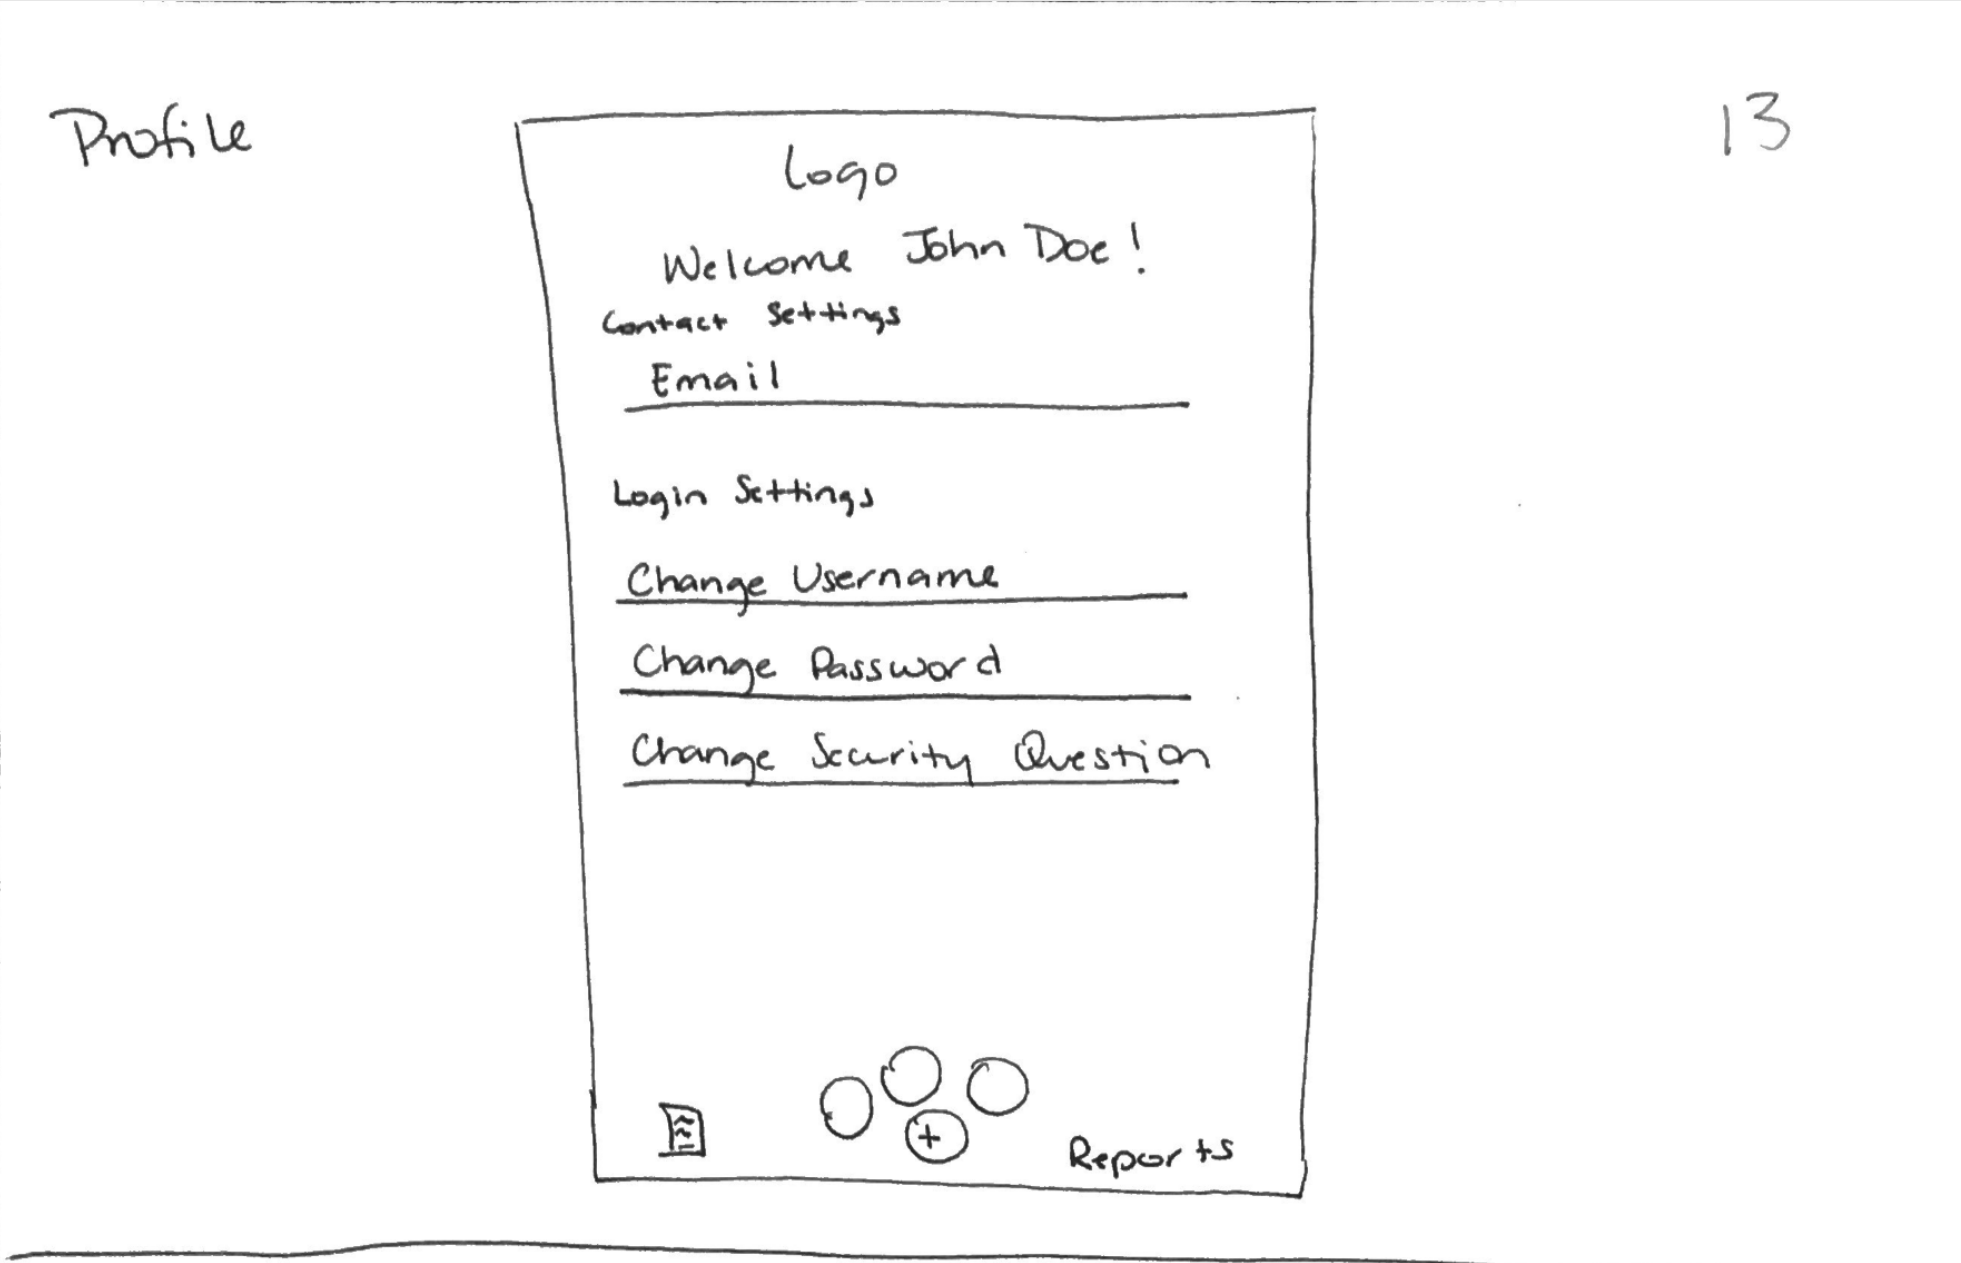 Profile
13
Logo
Welcome John Doe!
Contact Settings
Email
Login Settings
Change Username
Change Password
Change Security Question
+
Reports